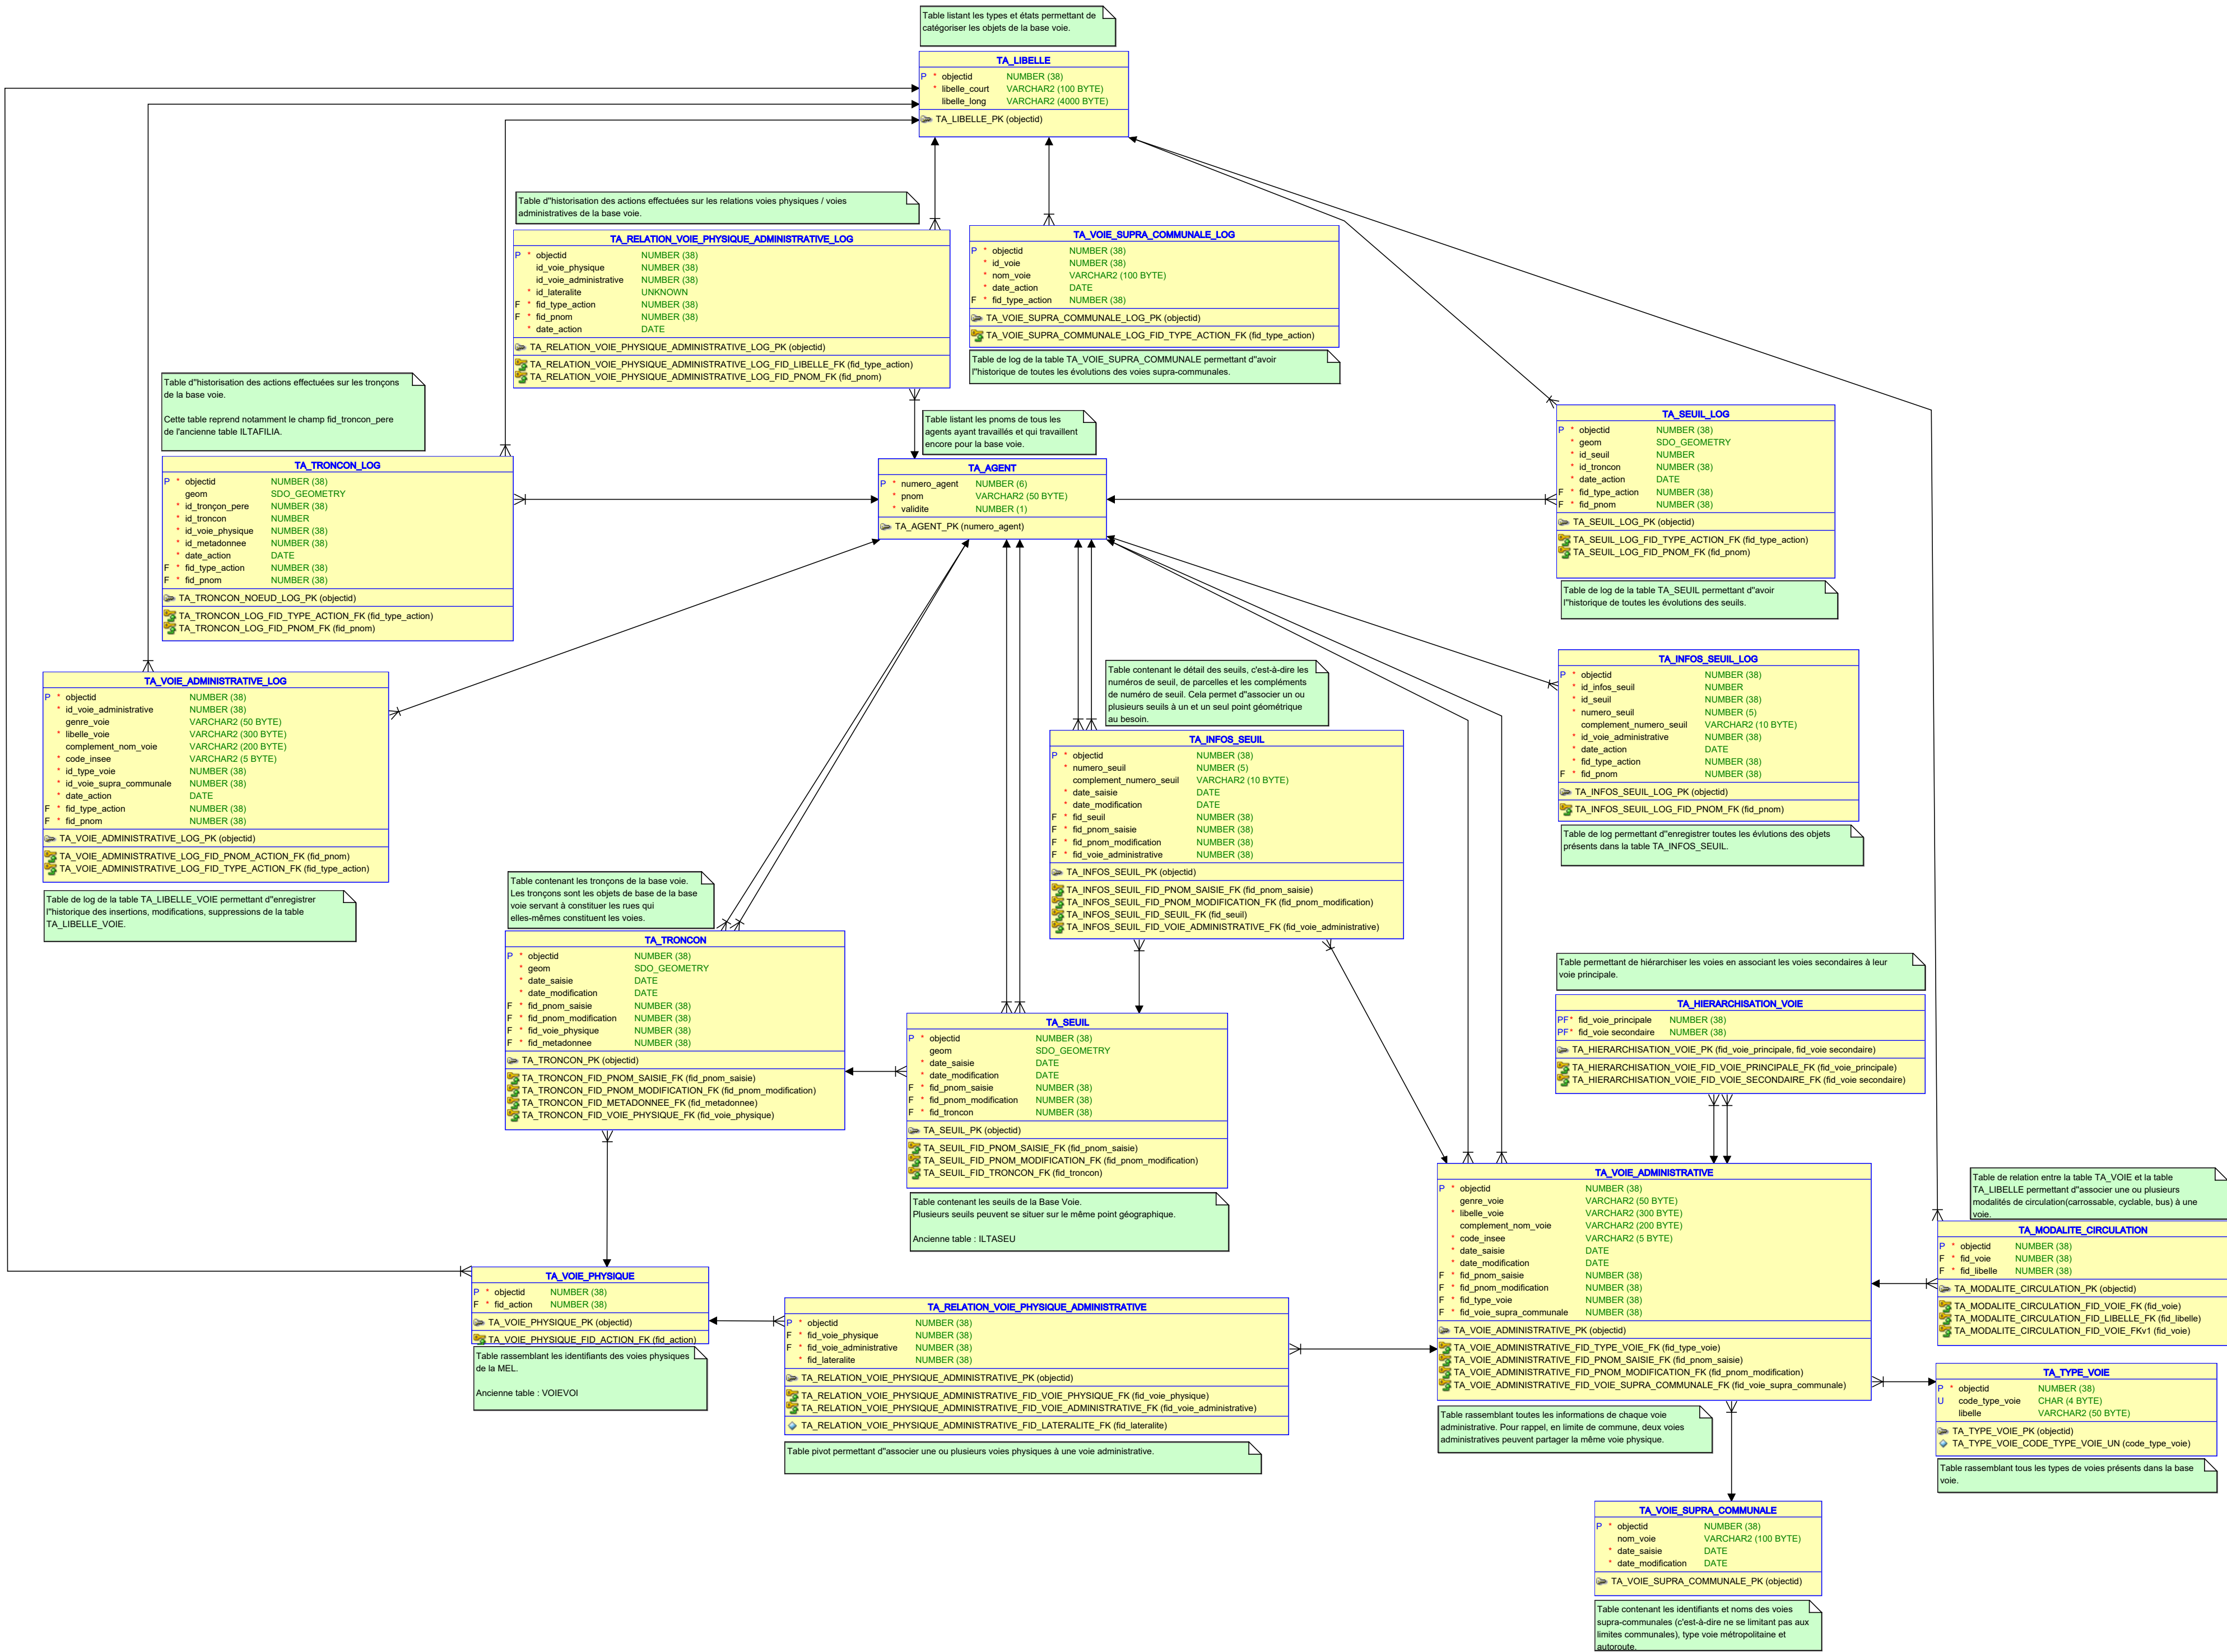 Table listant les types et états permettant de
catégoriser les objets de la base voie.
TA_LIBELLE
P * objectid NUMBER (38)
* libelle_court VARCHAR2 (100 BYTE)
libelle_long VARCHAR2 (4000 BYTE)
TA_LIBELLE_PK (objectid)
Table d''historisation des actions effectuées sur les relations voies physiques / voies
administratives de la base voie.
TA_RELATION_VOIE_PHYSIQUE_ADMINISTRATIVE_LOG
P * objectid NUMBER (38)
id_voie_physique NUMBER (38)
id_voie_administrative NUMBER (38)
* id_lateralite UNKNOWN
F * fid_type_action NUMBER (38)
F * fid_pnom NUMBER (38)
* date_action DATE
TA_RELATION_VOIE_PHYSIQUE_ADMINISTRATIVE_LOG_PK (objectid)
TA_RELATION_VOIE_PHYSIQUE_ADMINISTRATIVE_LOG_FID_LIBELLE_FK (fid_type_action)
TA_RELATION_VOIE_PHYSIQUE_ADMINISTRATIVE_LOG_FID_PNOM_FK (fid_pnom)
TA_VOIE_SUPRA_COMMUNALE_LOG
P * objectid NUMBER (38)
* id_voie NUMBER (38)
* nom_voie VARCHAR2 (100 BYTE)
* date_action DATE
F * fid_type_action NUMBER (38)
TA_VOIE_SUPRA_COMMUNALE_LOG_PK (objectid)
TA_VOIE_SUPRA_COMMUNALE_LOG_FID_TYPE_ACTION_FK (fid_type_action)
Table de log de la table TA_VOIE_SUPRA_COMMUNALE permettant d''avoir
l''historique de toutes les évolutions des voies supra-communales.
Table d''historisation des actions effectuées sur les tronçons
de la base voie.
Cette table reprend notamment le champ fid_troncon_pere
de l'ancienne table ILTAFILIA.
TA_TRONCON_LOG
P * objectid NUMBER (38)
geom SDO_GEOMETRY
* id_tronçon_pere NUMBER (38)
* id_troncon NUMBER
* id_voie_physique NUMBER (38)
* id_metadonnee NUMBER (38)
* date_action DATE
F * fid_type_action NUMBER (38)
F * fid_pnom NUMBER (38)
TA_TRONCON_NOEUD_LOG_PK (objectid)
TA_TRONCON_LOG_FID_TYPE_ACTION_FK (fid_type_action)
TA_TRONCON_LOG_FID_PNOM_FK (fid_pnom)
Table listant les pnoms de tous les
agents ayant travaillés et qui travaillent
encore pour la base voie.
TA_AGENT
P * numero_agent NUMBER (6)
* pnom VARCHAR2 (50 BYTE)
* validite NUMBER (1)
TA_AGENT_PK (numero_agent)
TA_SEUIL_LOG
P * objectid NUMBER (38)
* geom SDO_GEOMETRY
* id_seuil NUMBER
* id_troncon NUMBER (38)
* date_action DATE
F * fid_type_action NUMBER (38)
F * fid_pnom NUMBER (38)
TA_SEUIL_LOG_PK (objectid)
TA_SEUIL_LOG_FID_TYPE_ACTION_FK (fid_type_action)
TA_SEUIL_LOG_FID_PNOM_FK (fid_pnom)
Table de log de la table TA_SEUIL permettant d''avoir
l''historique de toutes les évolutions des seuils.
TA_VOIE_ADMINISTRATIVE_LOG
P * objectid NUMBER (38)
* id_voie_administrative NUMBER (38)
genre_voie VARCHAR2 (50 BYTE)
* libelle_voie VARCHAR2 (300 BYTE)
complement_nom_voie VARCHAR2 (200 BYTE)
* code_insee VARCHAR2 (5 BYTE)
* id_type_voie NUMBER (38)
* id_voie_supra_communale NUMBER (38)
* date_action DATE
F * fid_type_action NUMBER (38)
F * fid_pnom NUMBER (38)
TA_VOIE_ADMINISTRATIVE_LOG_PK (objectid)
TA_VOIE_ADMINISTRATIVE_LOG_FID_PNOM_ACTION_FK (fid_pnom)
TA_VOIE_ADMINISTRATIVE_LOG_FID_TYPE_ACTION_FK (fid_type_action)
Table de log de la table TA_LIBELLE_VOIE permettant d''enregistrer
l''historique des insertions, modifications, suppressions de la table
TA_LIBELLE_VOIE.
Table contenant le détail des seuils, c'est-à-dire les
numéros de seuil, de parcelles et les compléments
de numéro de seuil. Cela permet d''associer un ou
plusieurs seuils à un et un seul point géométrique
au besoin.
TA_INFOS_SEUIL
P * objectid NUMBER (38)
* numero_seuil NUMBER (5)
complement_numero_seuil VARCHAR2 (10 BYTE)
* date_saisie DATE
* date_modification DATE
F * fid_seuil NUMBER (38)
F * fid_pnom_saisie NUMBER (38)
F * fid_pnom_modification NUMBER (38)
F * fid_voie_administrative NUMBER (38)
TA_INFOS_SEUIL_PK (objectid)
TA_INFOS_SEUIL_FID_PNOM_SAISIE_FK (fid_pnom_saisie)
TA_INFOS_SEUIL_FID_PNOM_MODIFICATION_FK (fid_pnom_modification)
TA_INFOS_SEUIL_FID_SEUIL_FK (fid_seuil)
TA_INFOS_SEUIL_FID_VOIE_ADMINISTRATIVE_FK (fid_voie_administrative)
TA_INFOS_SEUIL_LOG
P * objectid NUMBER (38)
* id_infos_seuil NUMBER
* id_seuil NUMBER (38)
* numero_seuil NUMBER (5)
complement_numero_seuil VARCHAR2 (10 BYTE)
* id_voie_administrative NUMBER (38)
* date_action DATE
* fid_type_action NUMBER (38)
F * fid_pnom NUMBER (38)
TA_INFOS_SEUIL_LOG_PK (objectid)
TA_INFOS_SEUIL_LOG_FID_PNOM_FK (fid_pnom)
Table de log permettant d''enregistrer toutes les évlutions des objets
présents dans la table TA_INFOS_SEUIL.
Table contenant les tronçons de la base voie.
Les tronçons sont les objets de base de la base
voie servant à constituer les rues qui
elles-mêmes constituent les voies.
TA_TRONCON
P * objectid NUMBER (38)
* geom SDO_GEOMETRY
* date_saisie DATE
* date_modification DATE
F * fid_pnom_saisie NUMBER (38)
F * fid_pnom_modification NUMBER (38)
F * fid_voie_physique NUMBER (38)
F * fid_metadonnee NUMBER (38)
TA_TRONCON_PK (objectid)
TA_TRONCON_FID_PNOM_SAISIE_FK (fid_pnom_saisie)
TA_TRONCON_FID_PNOM_MODIFICATION_FK (fid_pnom_modification)
TA_TRONCON_FID_METADONNEE_FK (fid_metadonnee)
TA_TRONCON_FID_VOIE_PHYSIQUE_FK (fid_voie_physique)
TA_SEUIL
P * objectid NUMBER (38)
geom SDO_GEOMETRY
* date_saisie DATE
* date_modification DATE
F * fid_pnom_saisie NUMBER (38)
F * fid_pnom_modification NUMBER (38)
F * fid_troncon NUMBER (38)
TA_SEUIL_PK (objectid)
TA_SEUIL_FID_PNOM_SAISIE_FK (fid_pnom_saisie)
TA_SEUIL_FID_PNOM_MODIFICATION_FK (fid_pnom_modification)
TA_SEUIL_FID_TRONCON_FK (fid_troncon)
Table contenant les seuils de la Base Voie.
Plusieurs seuils peuvent se situer sur le même point géographique.
Ancienne table : ILTASEU
Table permettant de hiérarchiser les voies en associant les voies secondaires à leur
voie principale.
TA_HIERARCHISATION_VOIE
PF* fid_voie_principale NUMBER (38)
PF* fid_voie secondaire NUMBER (38)
TA_HIERARCHISATION_VOIE_PK (fid_voie_principale, fid_voie secondaire)
TA_HIERARCHISATION_VOIE_FID_VOIE_PRINCIPALE_FK (fid_voie_principale)
TA_HIERARCHISATION_VOIE_FID_VOIE_SECONDAIRE_FK (fid_voie secondaire)
TA_VOIE_ADMINISTRATIVE
P * objectid NUMBER (38)
genre_voie VARCHAR2 (50 BYTE)
* libelle_voie VARCHAR2 (300 BYTE)
complement_nom_voie VARCHAR2 (200 BYTE)
* code_insee VARCHAR2 (5 BYTE)
* date_saisie DATE
* date_modification DATE
F * fid_pnom_saisie NUMBER (38)
F * fid_pnom_modification NUMBER (38)
F * fid_type_voie NUMBER (38)
F * fid_voie_supra_communale NUMBER (38)
TA_VOIE_ADMINISTRATIVE_PK (objectid)
TA_VOIE_ADMINISTRATIVE_FID_TYPE_VOIE_FK (fid_type_voie)
TA_VOIE_ADMINISTRATIVE_FID_PNOM_SAISIE_FK (fid_pnom_saisie)
TA_VOIE_ADMINISTRATIVE_FID_PNOM_MODIFICATION_FK (fid_pnom_modification)
TA_VOIE_ADMINISTRATIVE_FID_VOIE_SUPRA_COMMUNALE_FK (fid_voie_supra_communale)
Table rassemblant toutes les informations de chaque voie
administrative. Pour rappel, en limite de commune, deux voies
administratives peuvent partager la même voie physique.
Table de relation entre la table TA_VOIE et la table
TA_LIBELLE permettant d''associer une ou plusieurs
modalités de circulation(carrossable, cyclable, bus) à une
voie.
TA_MODALITE_CIRCULATION
P * objectid NUMBER (38)
F * fid_voie NUMBER (38)
F * fid_libelle NUMBER (38)
TA_MODALITE_CIRCULATION_PK (objectid)
TA_MODALITE_CIRCULATION_FID_VOIE_FK (fid_voie)
TA_MODALITE_CIRCULATION_FID_LIBELLE_FK (fid_libelle)
TA_MODALITE_CIRCULATION_FID_VOIE_FKv1 (fid_voie)
TA_VOIE_PHYSIQUE
P * objectid NUMBER (38)
F * fid_action NUMBER (38)
TA_VOIE_PHYSIQUE_PK (objectid)
TA_VOIE_PHYSIQUE_FID_ACTION_FK (fid_action)
Table rassemblant les identifiants des voies physiques
de la MEL.
Ancienne table : VOIEVOI
TA_RELATION_VOIE_PHYSIQUE_ADMINISTRATIVE
P * objectid NUMBER (38)
F * fid_voie_physique NUMBER (38)
F * fid_voie_administrative NUMBER (38)
* fid_lateralite NUMBER (38)
TA_RELATION_VOIE_PHYSIQUE_ADMINISTRATIVE_PK (objectid)
TA_RELATION_VOIE_PHYSIQUE_ADMINISTRATIVE_FID_VOIE_PHYSIQUE_FK (fid_voie_physique)
TA_RELATION_VOIE_PHYSIQUE_ADMINISTRATIVE_FID_VOIE_ADMINISTRATIVE_FK (fid_voie_administrative)
TA_RELATION_VOIE_PHYSIQUE_ADMINISTRATIVE_FID_LATERALITE_FK (fid_lateralite)
Table pivot permettant d''associer une ou plusieurs voies physiques à une voie administrative.
TA_TYPE_VOIE
P * objectid NUMBER (38)
U code_type_voie CHAR (4 BYTE)
libelle VARCHAR2 (50 BYTE)
TA_TYPE_VOIE_PK (objectid)
TA_TYPE_VOIE_CODE_TYPE_VOIE_UN (code_type_voie)
Table rassemblant tous les types de voies présents dans la base
voie.
TA_VOIE_SUPRA_COMMUNALE
P * objectid NUMBER (38)
nom_voie VARCHAR2 (100 BYTE)
* date_saisie DATE
* date_modification DATE
TA_VOIE_SUPRA_COMMUNALE_PK (objectid)
Table contenant les identifiants et noms des voies
supra-communales (c'est-à-dire ne se limitant pas aux
limites communales), type voie métropolitaine et
autoroute.